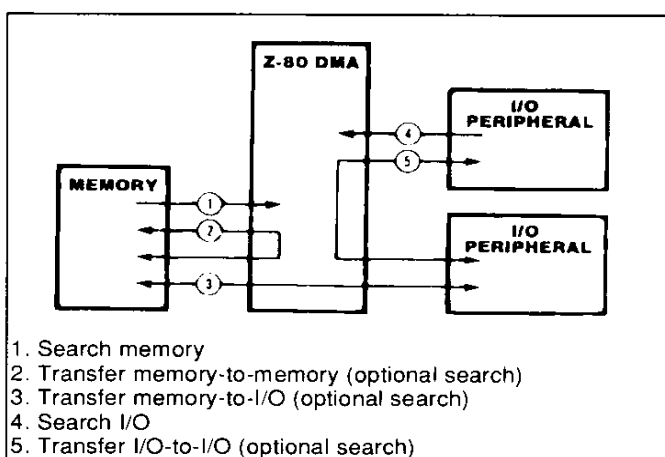 Z-80 DMA
I/O
PERIPHERAL
4
5
MEMORY
1
2
3
I/O
PERIPHERAL
1. Search memory
2. Transfer memory-to-memory (optional search)
3. Transfer memory-to-I/O (optional search)
4. Search I/O
5. Transfer I/O-to-I/O (optional search)